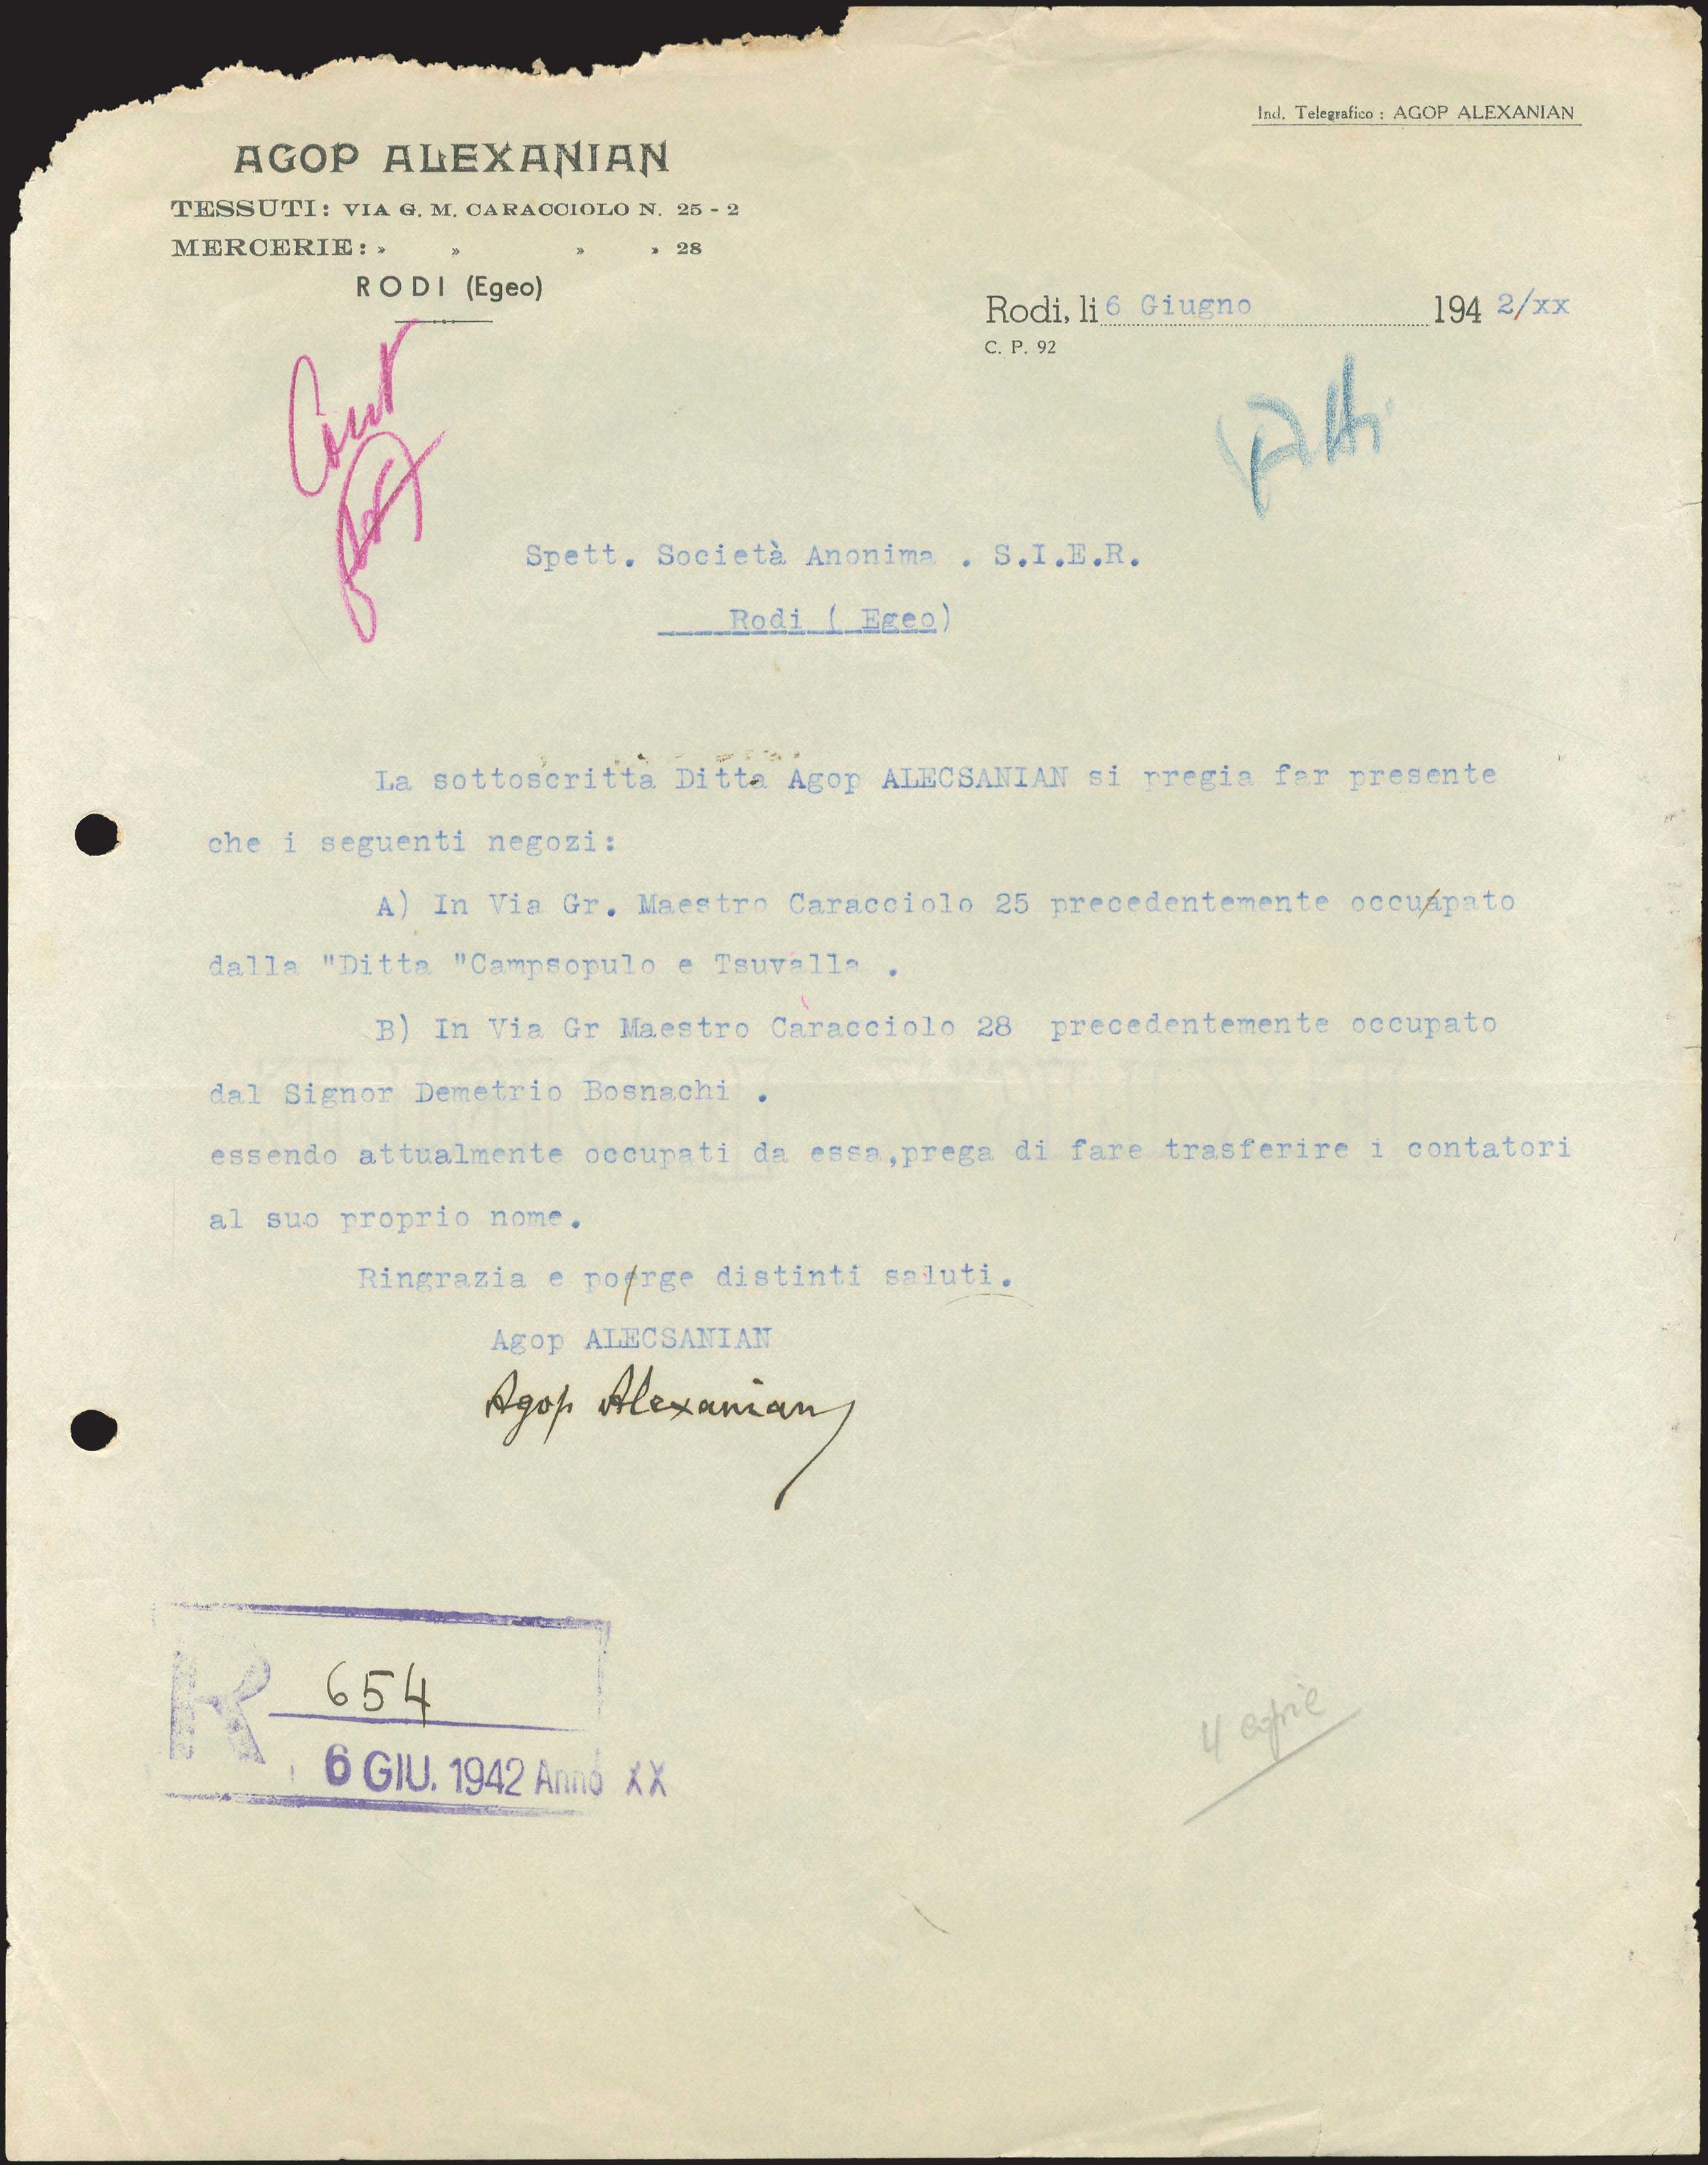 Ind. Telegrafico : AGOP ALEXANIAN
AGOP ALEXANIAN
TESSUTI: VIA G. M. CARACCIOLO N. 25 - 2
MERCERIE: » » » » 28
RODI (Egeo)
Rodi, li 6 Giugno 194 2/xx
C. P. 92
Spett. Società Anonima . S.I.E.R.
Rodi ( Egeo)
La sottoscritta Ditta Agop ALECSANIAN si pregia far presente
che i seguenti negozi:
A) In Via Gr. Maestro Caracciolo 25 precedentemente occuapato
dalla "Ditta "Campsopulo e Tsuvalla .
B) In Via Gr Maestro Caracciolo 28 precedentemente occupato
dal Signor Demetrio Bosnachi .
essendo attualmente occupati da essa,prega di fare trasferire i contatori
al suo proprio nome.
Ringrazia e poerge distinti saluti.
Agop ALECSANIAN
Agop Alexanian
R 654
6 GIU. 1942 Anno XX
4 copie